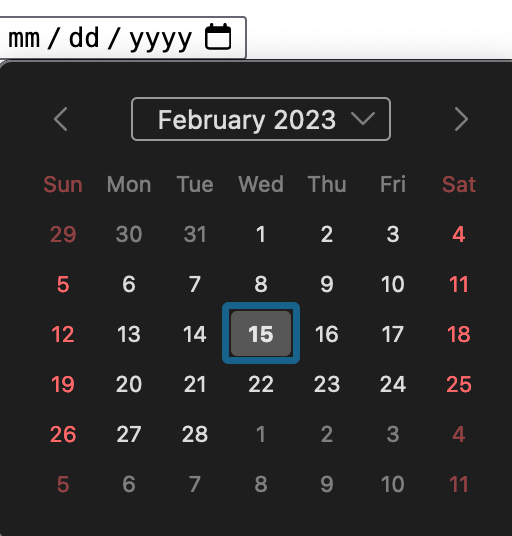 mm / dd / yyyy
February 2023
Sun Mon Tue Wed Thu Fri Sat
29 30 31 1 2 3 4
5 6 7 8 9 10 11
12 13 14 15 16 17 18
19 20 21 22 23 24 25
26 27 28 1 2 3 4
5 6 7 8 9 10 11